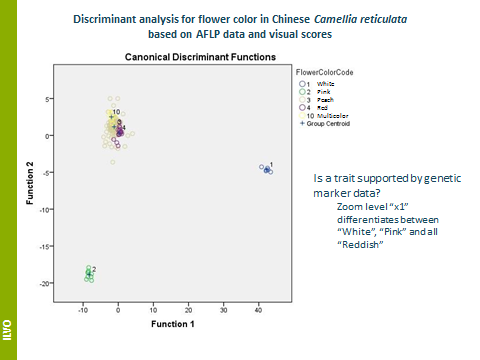 Discriminant analysis for flower color in Chinese Camellia reticulata
based on AFLP data and visual scores
Canonical Discriminant Functions
FlowerColorCode
1 White
2 Pink
3 Peach
4 Red
10 Multicolor
Group Centroid
10
4
1
2
5
0
-5
-10
-15
-20
Function 2
-10
0
10
20
30
40
Function 1
Is a trait supported by genetic
marker data?
Zoom level "x1"
differentiates between
"White", "Pink" and all
"Reddish"
ILVO